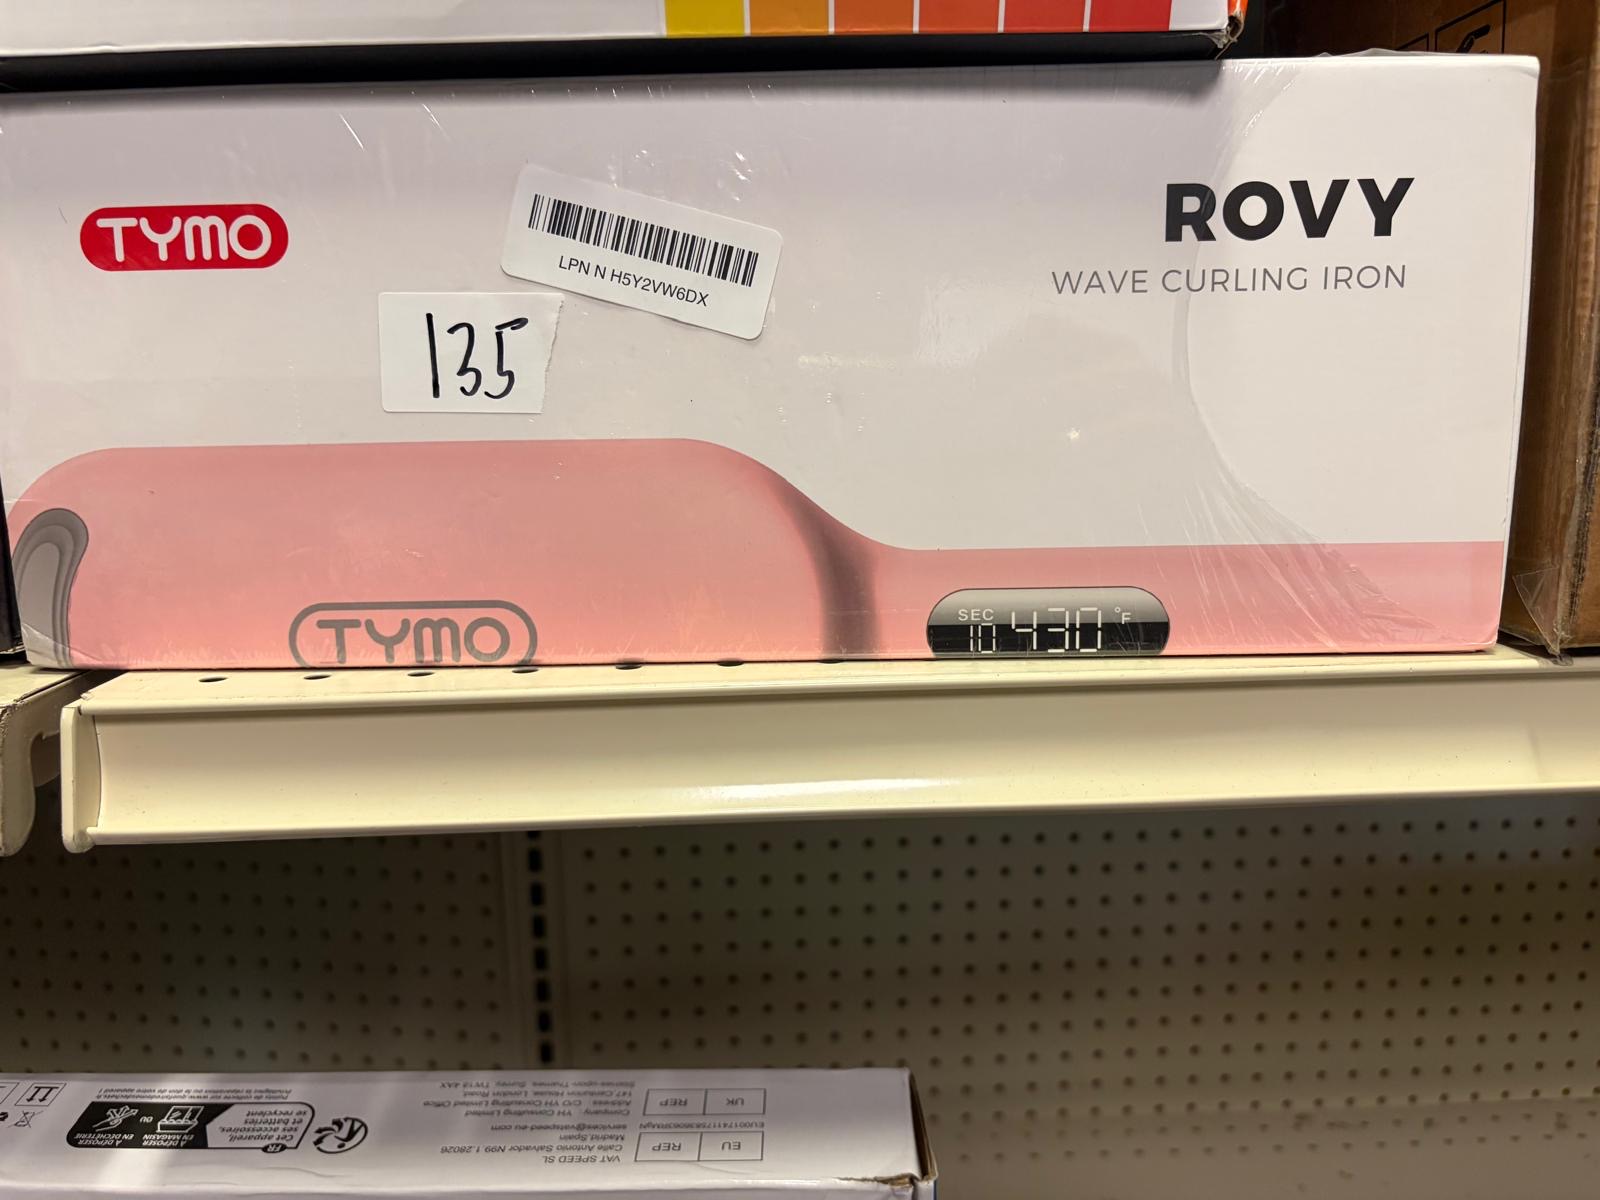 TYMO
ROVY
WAVE CURLING IRON
LPN N H5Y2VW6DX
135
TYMO
SEC
10 430 °F
FR
Cet appareil,
ses accessoires,
et batteries
se recyclent
À DÉPOSER
EN MAGASIN
OU
À DÉPOSER
EN DÉCHÈTERIE
EU REP
VAT SPEED SL
Calle Antonio Salvador N99 1.28026
Madrid,Spain
services@vatspeed-eu.com
UK REP
Company: YH Consulting Limited
Address: C/O YH Consulting Limited Office
147 Centurion House, London Road,
Staines-upon-Thames, Surrey, TW18 4AX